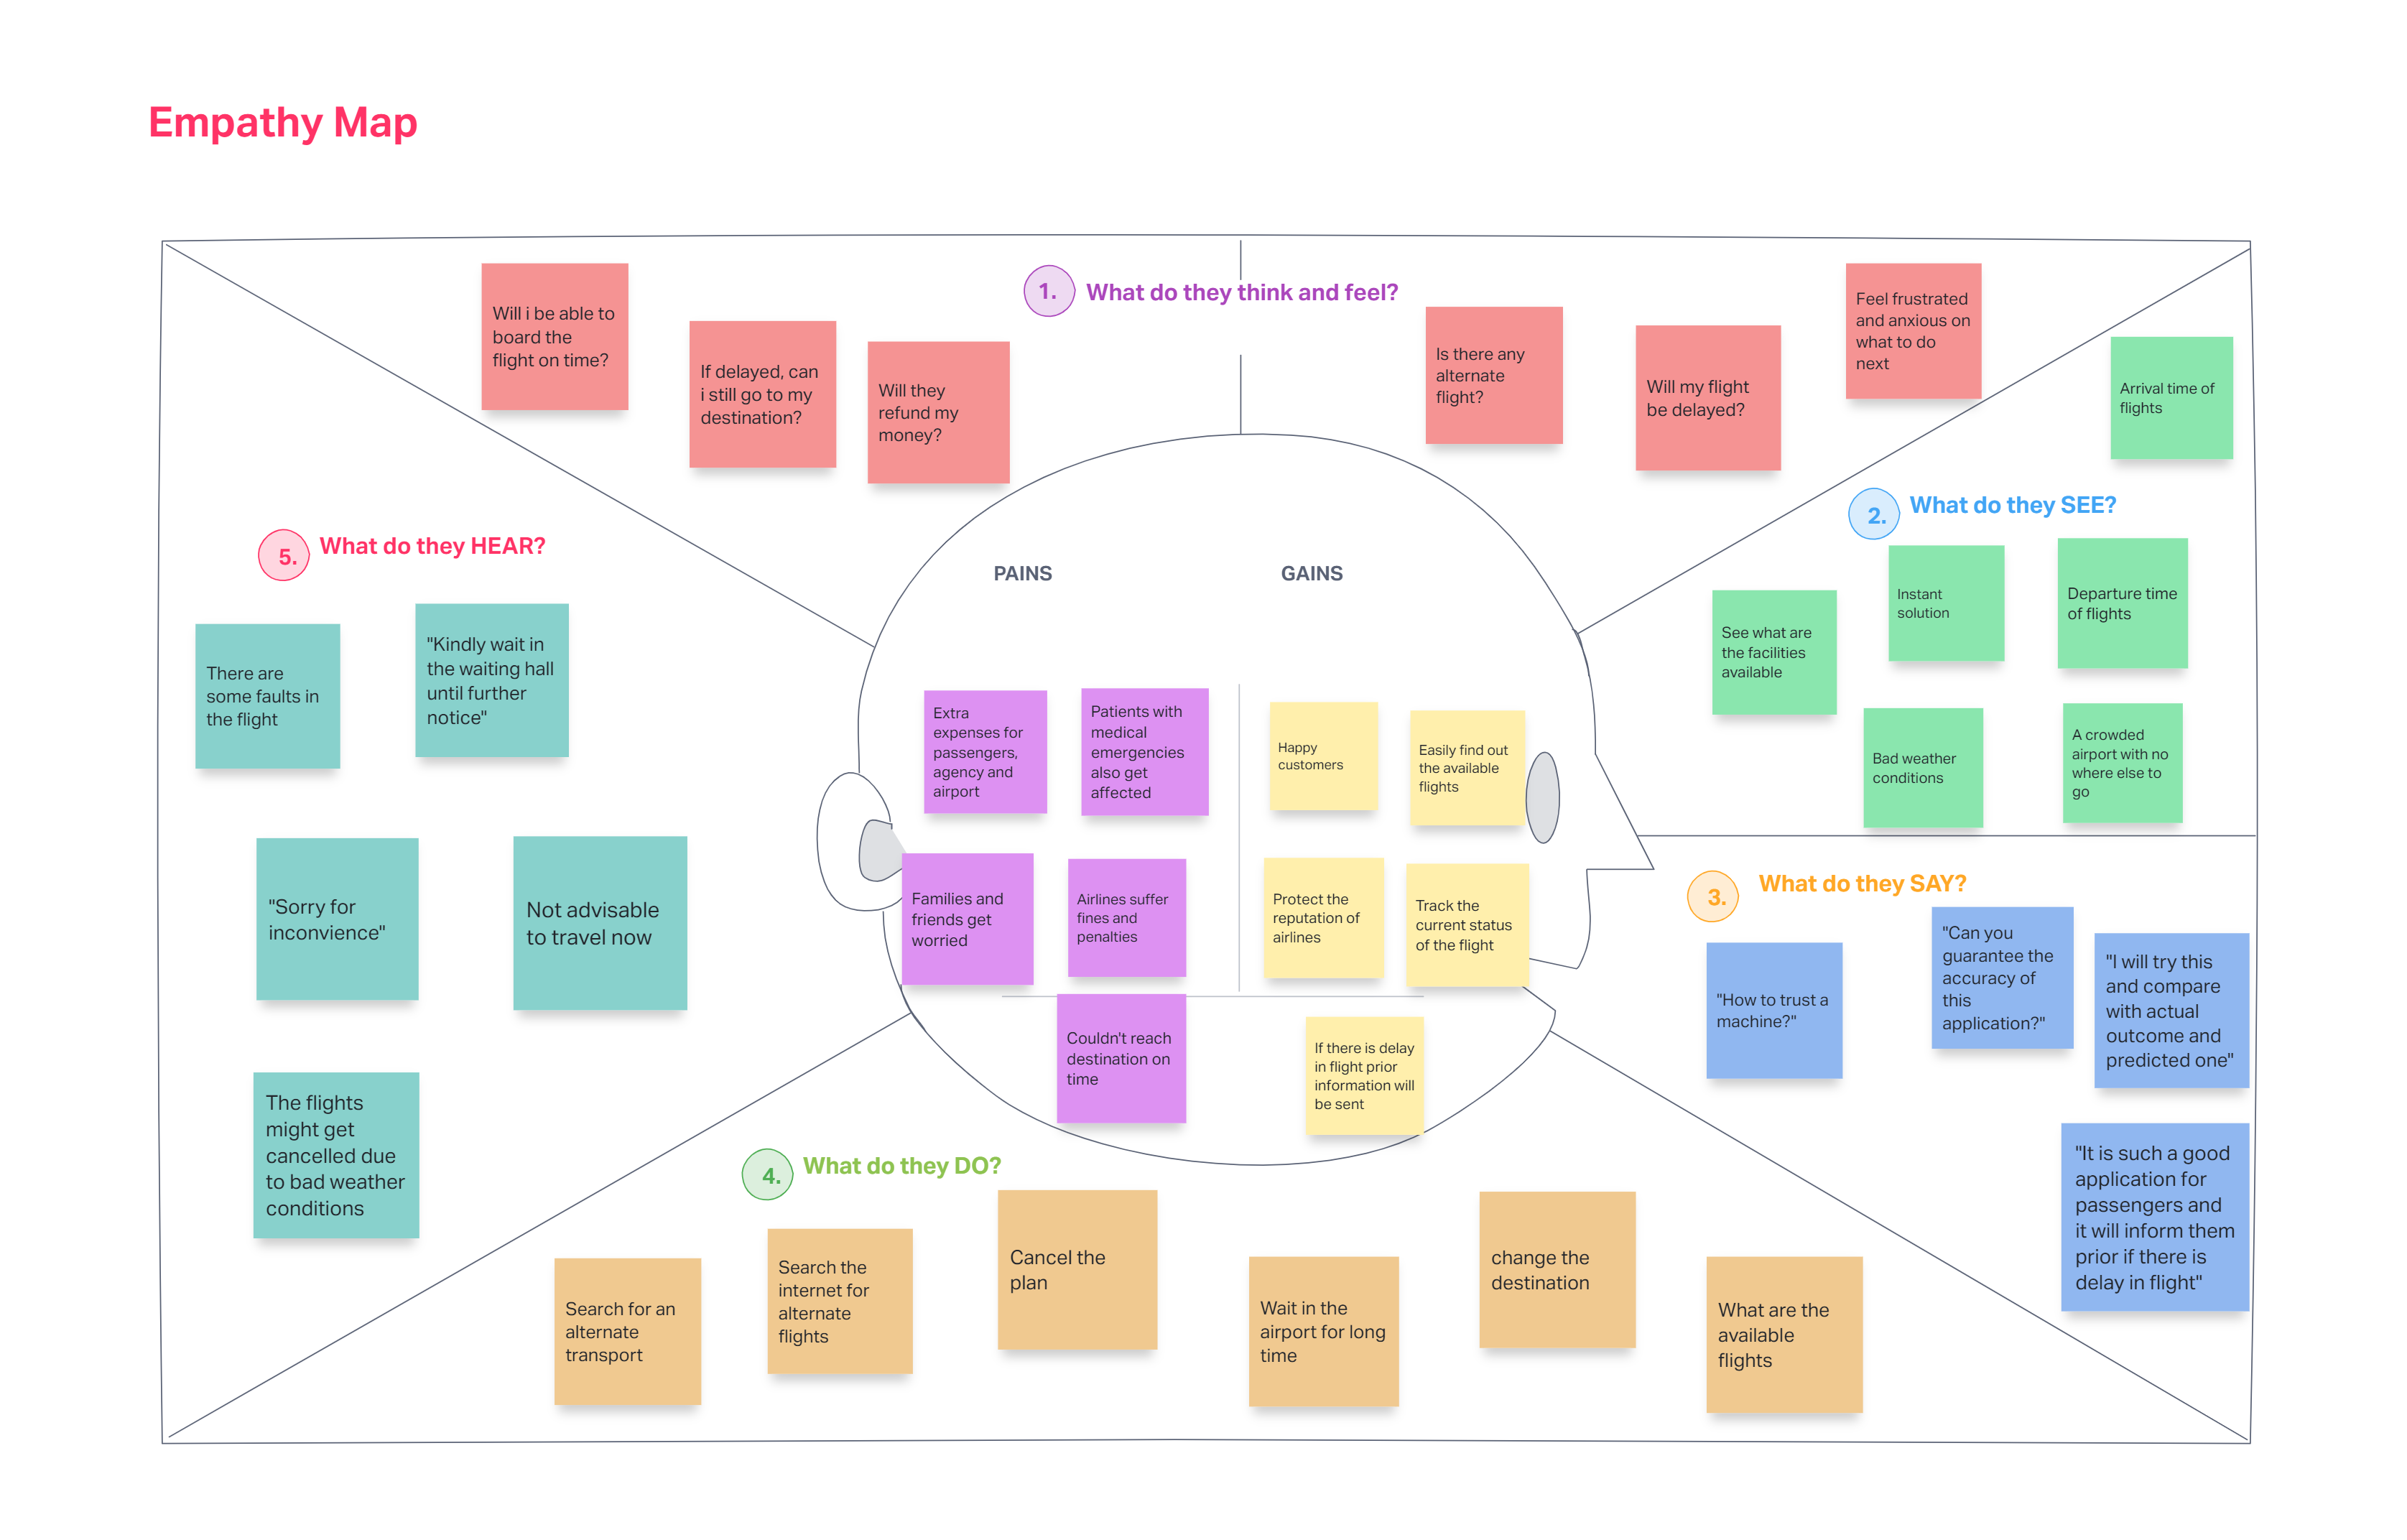 Empathy Map
1.
What do they think and feel?
Will i be able to
board the
flight on time?
If delayed, can
i still go to my
destination?
Will they
refund my
money?
Is there any
alternate
flight?
Will my flight
be delayed?
Feel frustrated
and anxious on
what to do
next
2.
What do they SEE?
Arrival time of
flights
See what are
the facilities
available
Instant
solution
Departure time
of flights
Bad weather
conditions
A crowded
airport with no
where else to
go
3.
What do they SAY?
"How to trust a
machine?"
"Can you
guarantee the
accuracy of
this
application?"
"I will try this
and compare
with actual
outcome and
predicted one"
"It is such a good
application for
passengers and
it will inform them
prior if there is
delay in flight"
4.
What do they DO?
Search for an
alternate
transport
Search the
internet for
alternate
flights
Cancel the
plan
Wait in the
airport for long
time
change the
destination
What are the
available
flights
5.
What do they HEAR?
There are
some faults in
the flight
"Kindly wait in
the waiting hall
until further
notice"
"Sorry for
inconvience"
Not advisable
to travel now
The flights
might get
cancelled due
to bad weather
conditions
PAINS
Extra
expenses for
passengers,
agency and
airport
Patients with
medical
emergencies
also get
affected
Families and
friends get
worried
Airlines suffer
fines and
penalties
Couldn't reach
destination on
time
GAINS
Happy
customers
Easily find out
the available
flights
Protect the
reputation of
airlines
Track the
current status
of the flight
If there is delay
in flight prior
information will
be sent